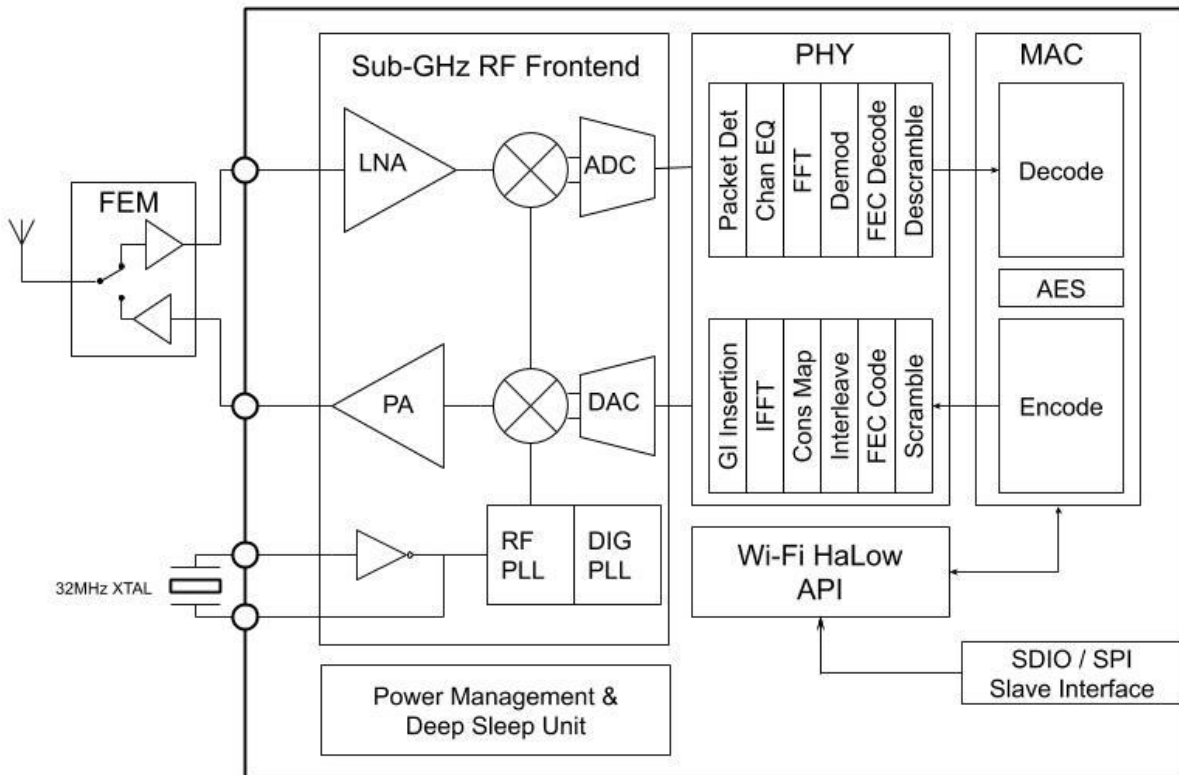 Sub-GHz RF Frontend
PHY
MAC
LNA
ADC
Packet Det
Chan EQ
FFT
Demod
FEC Decode
Descramble
Decode
FEM
AES
PA
DAC
GI Insertion
IFFT
Cons Map
Interleave
FEC Code
Scramble
Encode
32MHz XTAL
RF
PLL
DIG
PLL
Wi-Fi HaLow
API
SDIO / SPI
Slave Interface
Power Management &
Deep Sleep Unit